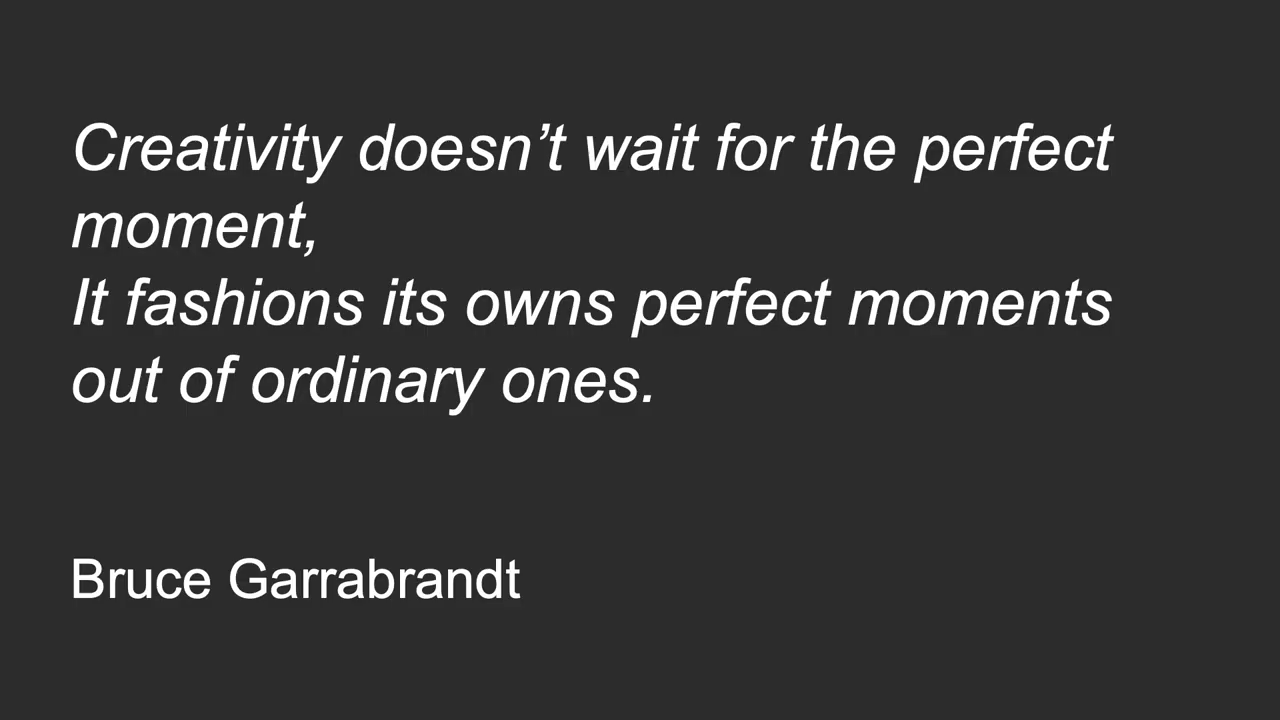 Creativity doesn’t wait for the perfect
moment,
It fashions its owns perfect moments
out of ordinary ones.
Bruce Garrabrandt